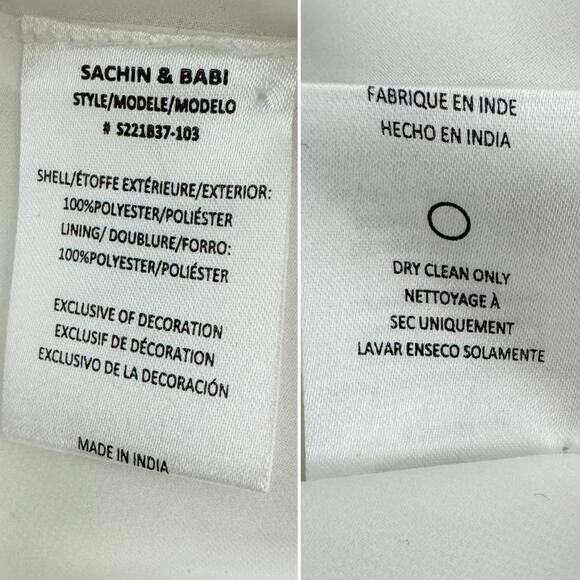 SACHIN & BABI
STYLE/MODELE/MODELO
# S221B37-103
SHELL/ÉTOFFE EXTÉRIEURE/EXTERIOR:
100%POLYESTER/POLIÉSTER
LINING/ DOUBLURE/FORRO:
100%POLYESTER/POLIÉSTER
EXCLUSIVE OF DECORATION
EXCLUSIF DE DÉCORATION
EXCLUSIVO DE LA DECORACIÓN
MADE IN INDIA
FABRIQUE EN INDE
HECHO EN INDIA
DRY CLEAN ONLY
NETTOYAGE À
SEC UNIQUEMENT
LAVAR ENSECO SOLAMENTE